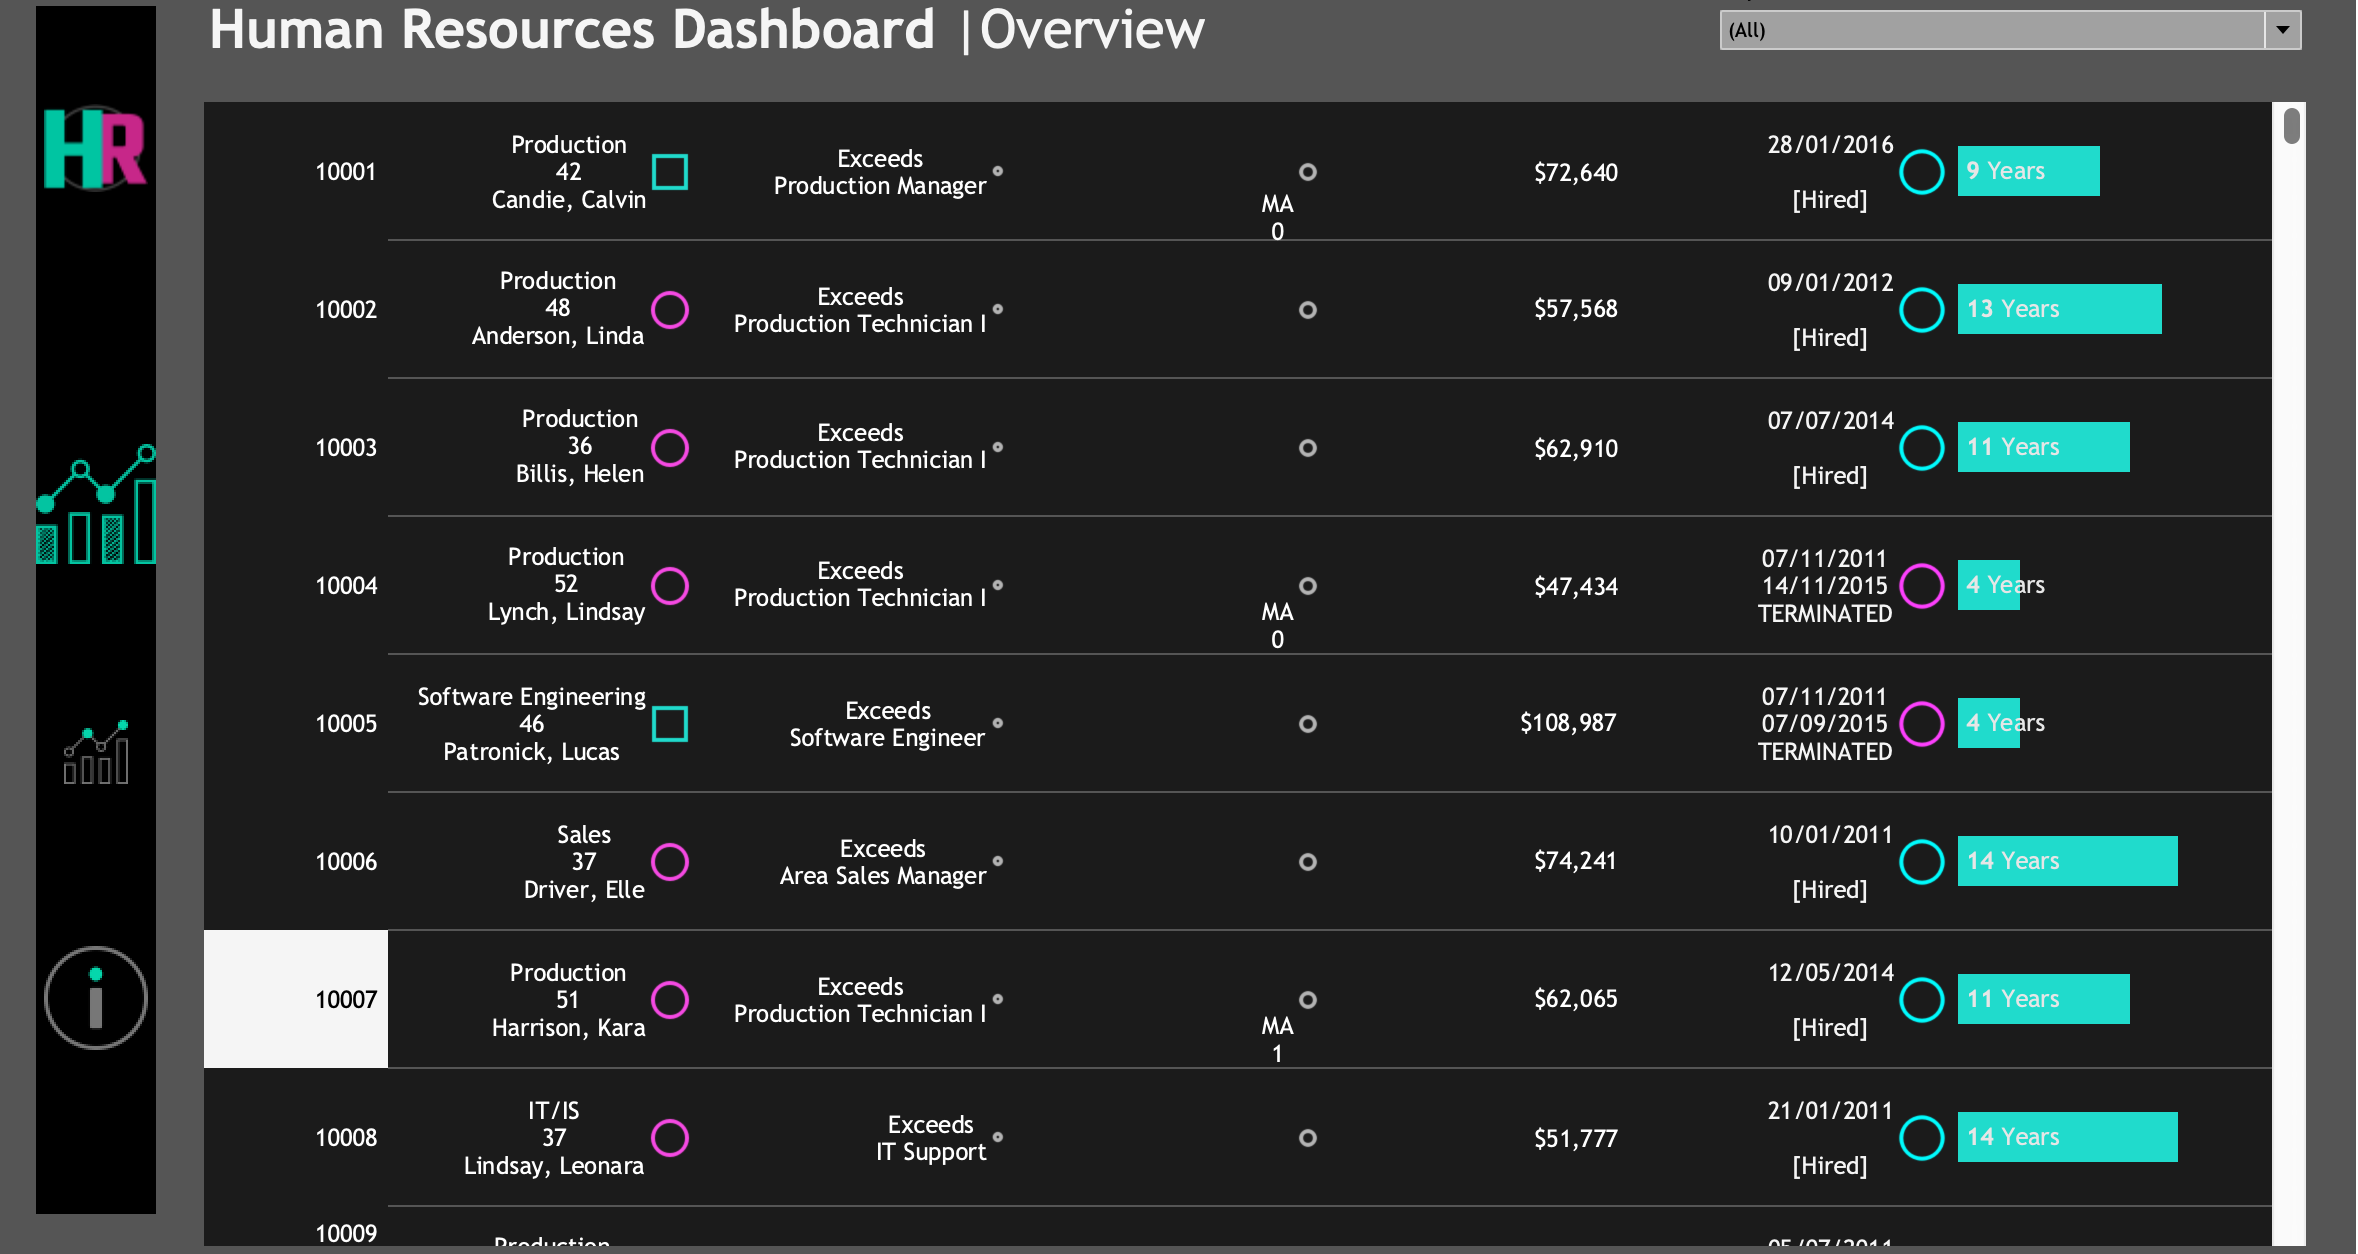 Human Resources Dashboard |Overview
(All)
HR
10001
Production
42
Candie, Calvin
Exceeds
Production Manager
MA
0
$72,640
28/01/2016
[Hired]
9 Years
10002
Production
48
Anderson, Linda
Exceeds
Production Technician I
$57,568
09/01/2012
[Hired]
13 Years
10003
Production
36
Billis, Helen
Exceeds
Production Technician I
$62,910
07/07/2014
[Hired]
11 Years
10004
Production
52
Lynch, Lindsay
Exceeds
Production Technician I
MA
0
$47,434
07/11/2011
14/11/2015
TERMINATED
4 Years
10005
Software Engineering
46
Patronick, Lucas
Exceeds
Software Engineer
$108,987
07/11/2011
07/09/2015
TERMINATED
4 Years
10006
Sales
37
Driver, Elle
Exceeds
Area Sales Manager
$74,241
10/01/2011
[Hired]
14 Years
10007
Production
51
Harrison, Kara
Exceeds
Production Technician I
MA
1
$62,065
12/05/2014
[Hired]
11 Years
10008
IT/IS
37
Lindsay, Leonara
Exceeds
IT Support
$51,777
21/01/2011
[Hired]
14 Years
10009
Production
05/07/2011